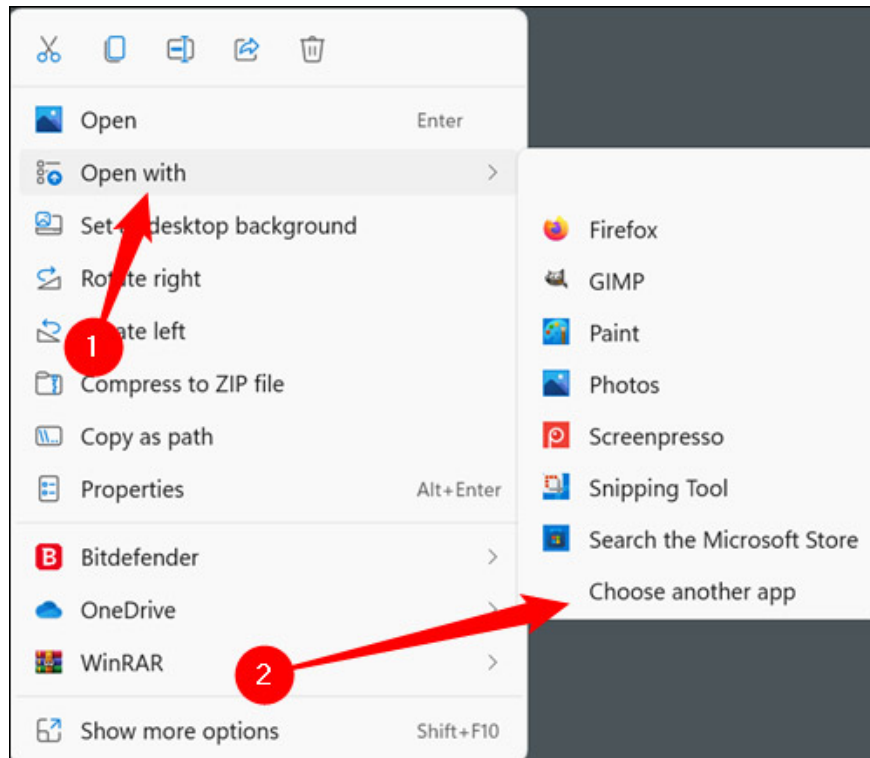 Open Enter
Open with
Set desktop background
Rotate right
ate left
Compress to ZIP file
Copy as path
Properties Alt+Enter
Bitdefender
OneDrive
WinRAR
Show more options Shift+F10
Firefox
GIMP
Paint
Photos
Screenpresso
Snipping Tool
Search the Microsoft Store
Choose another app
1
2